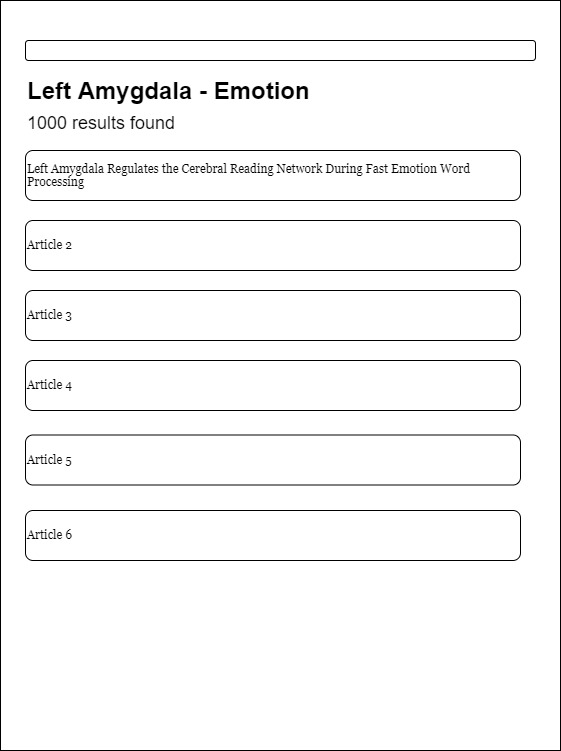 Left Amygdala - Emotion
1000 results found
Left Amygdala Regulates the Cerebral Reading Network During Fast Emotion Word
Processing
Article 2
Article 3
Article 4
Article 5
Article 6